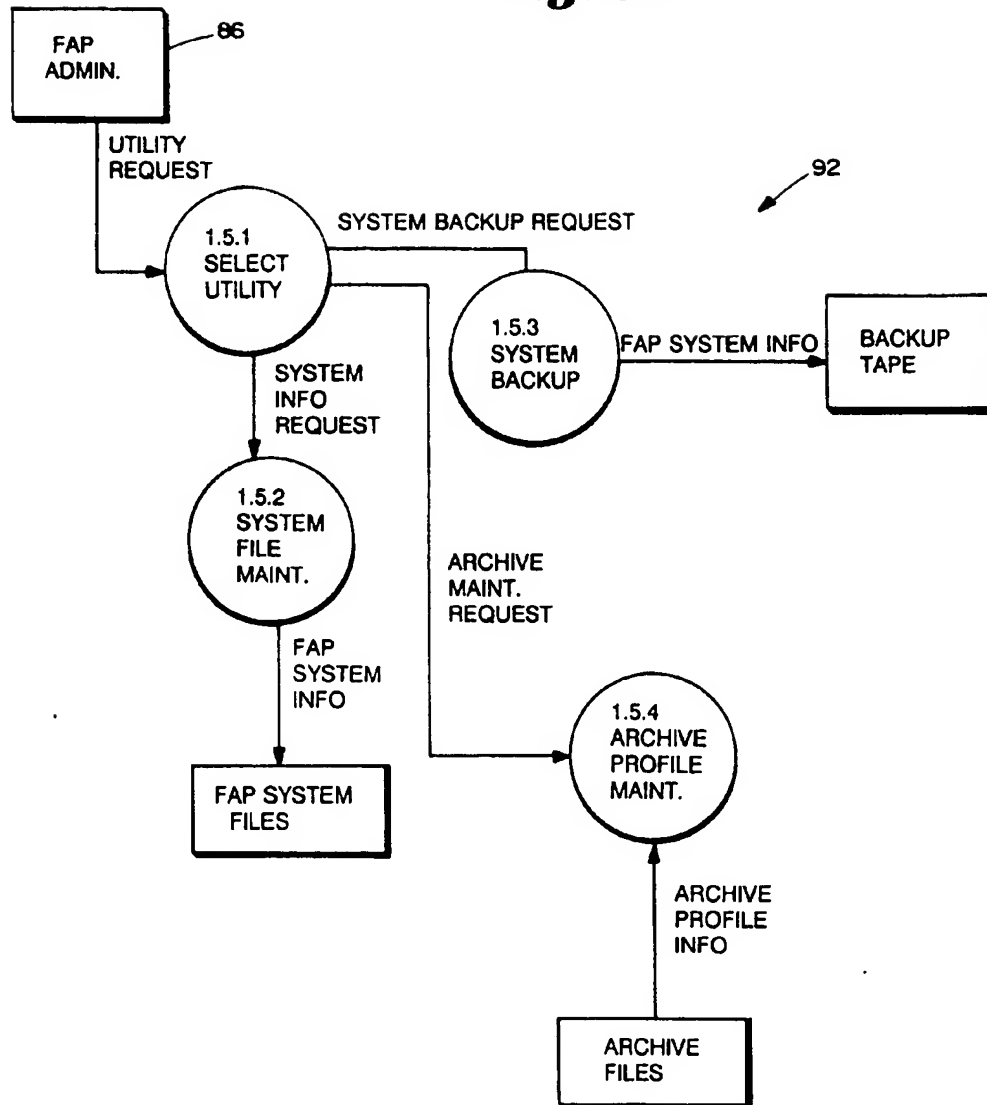 FAP
ADMIN.
86
UTILITY
REQUEST
92
SYSTEM BACKUP REQUEST
1.5.1
SELECT
UTILITY
1.5.3
SYSTEM
BACKUP
FAP SYSTEM INFO
BACKUP
TAPE
SYSTEM
INFO
REQUEST
1.5.2
SYSTEM
FILE
MAINT.
ARCHIVE
MAINT.
REQUEST
FAP
SYSTEM
INFO
1.5.4
ARCHIVE
PROFILE
MAINT.
FAP SYSTEM
FILES
ARCHIVE
PROFILE
INFO
ARCHIVE
FILES